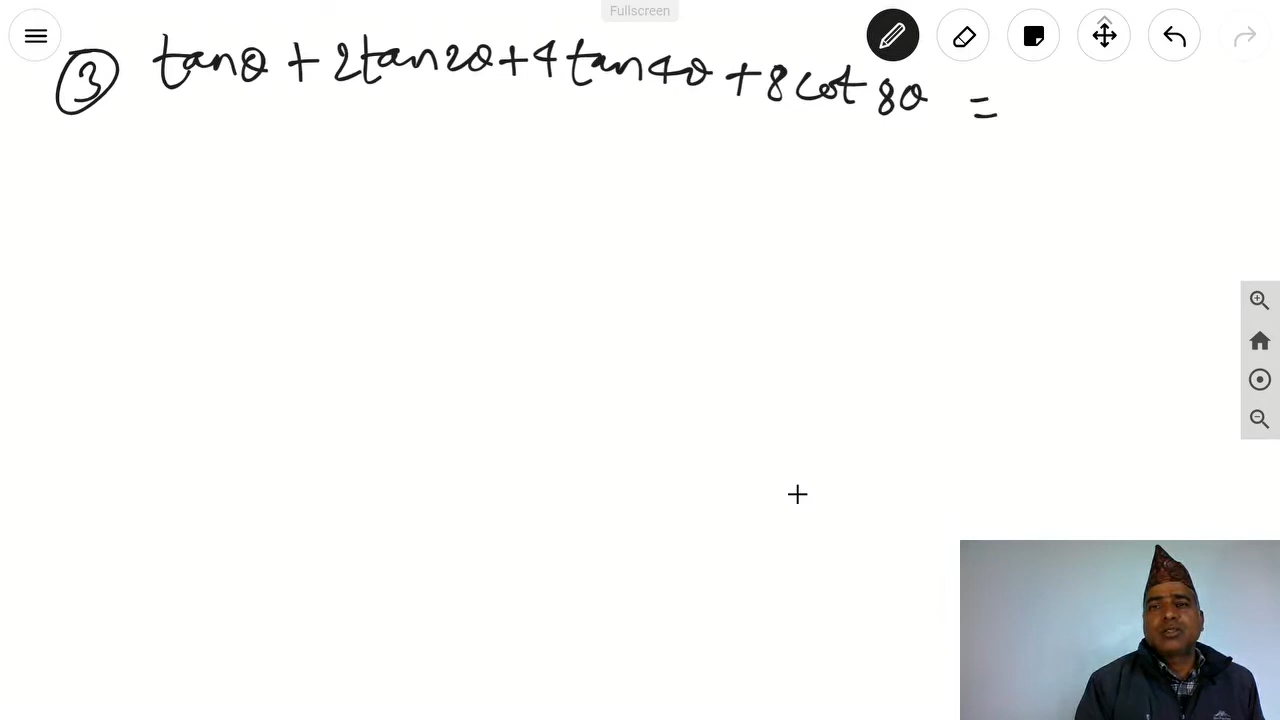 Fullscreen
③ tanθ + 2tan2θ + 4tan4θ + 8cot8θ =